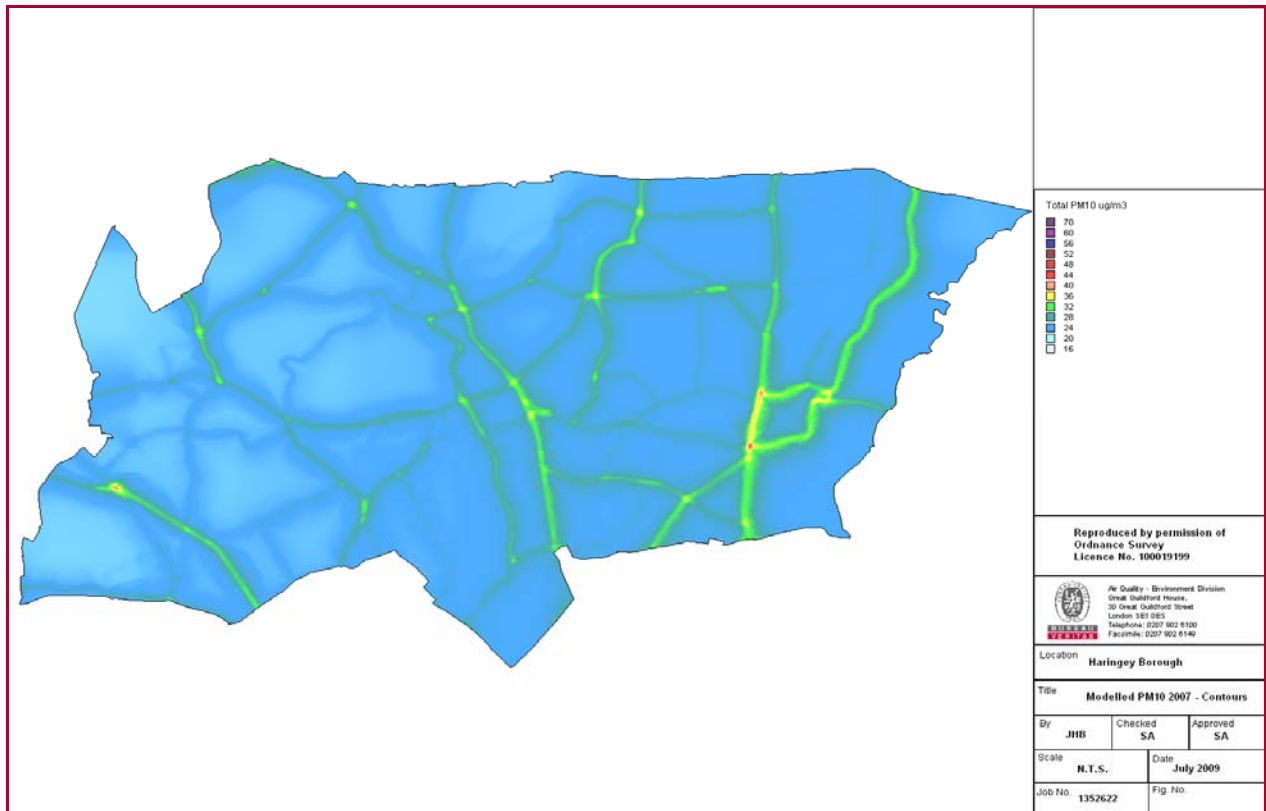 Total PM10 ug/m3
70
60
56
52
48
44
40
36
32
28
24
20
16
Reproduced by permission of
Ordnance Survey
Licence No. 100019199
Air Quality - Environment Division
Great Guildford House,
30 Great Guildford Street
London SE1 0ES
Telephone: 0207 902 6100
Facsimile: 0207 902 6149
BUREAU
VERITAS
Location
Haringey Borough
Title
Modelled PM10 2007 - Contours
By
JHB
Checked
SA
Approved
SA
Scale
N.T.S.
Date
July 2009
Job No. 1352622
Fig. No.